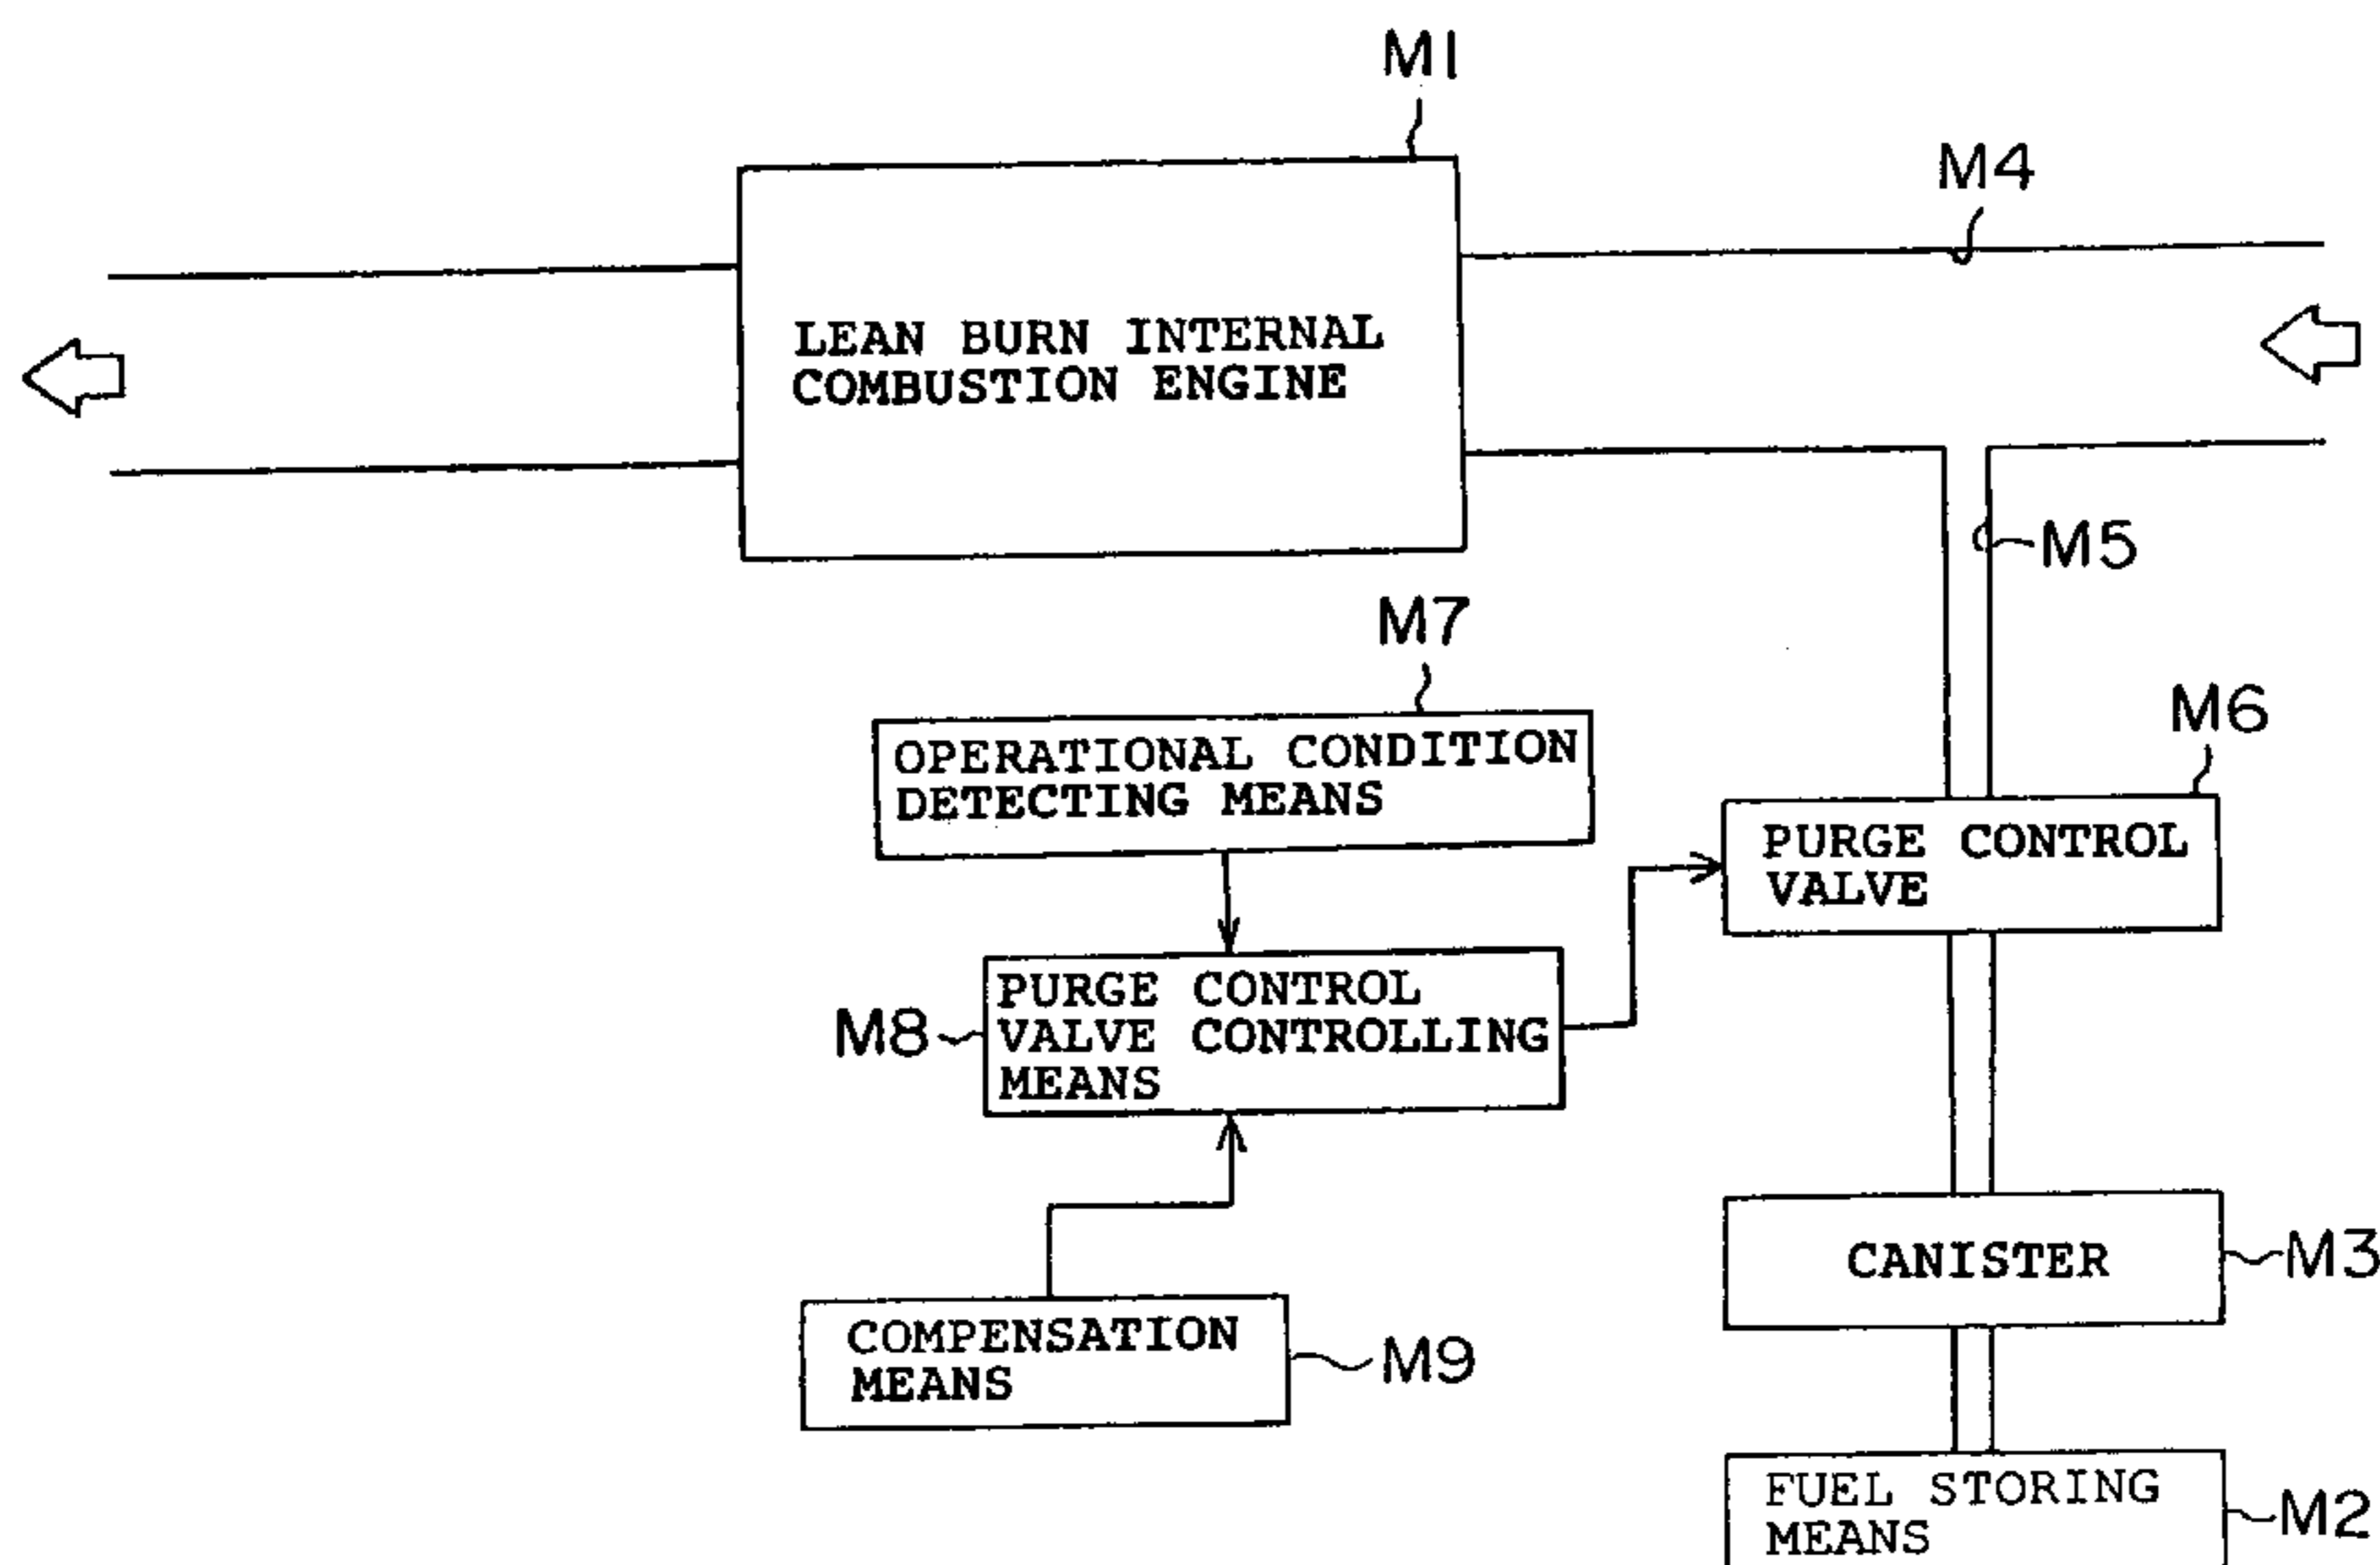 M1
M4
LEAN BURN INTERNAL
COMBUSTION ENGINE
M5
M7
M6
OPERATIONAL CONDITION
DETECTING MEANS
PURGE CONTROL
VALVE
PURGE CONTROL
VALVE CONTROLLING
MEANS
M8
CANISTER
M3
COMPENSATION
MEANS
M9
FUEL STORING
MEANS
M2